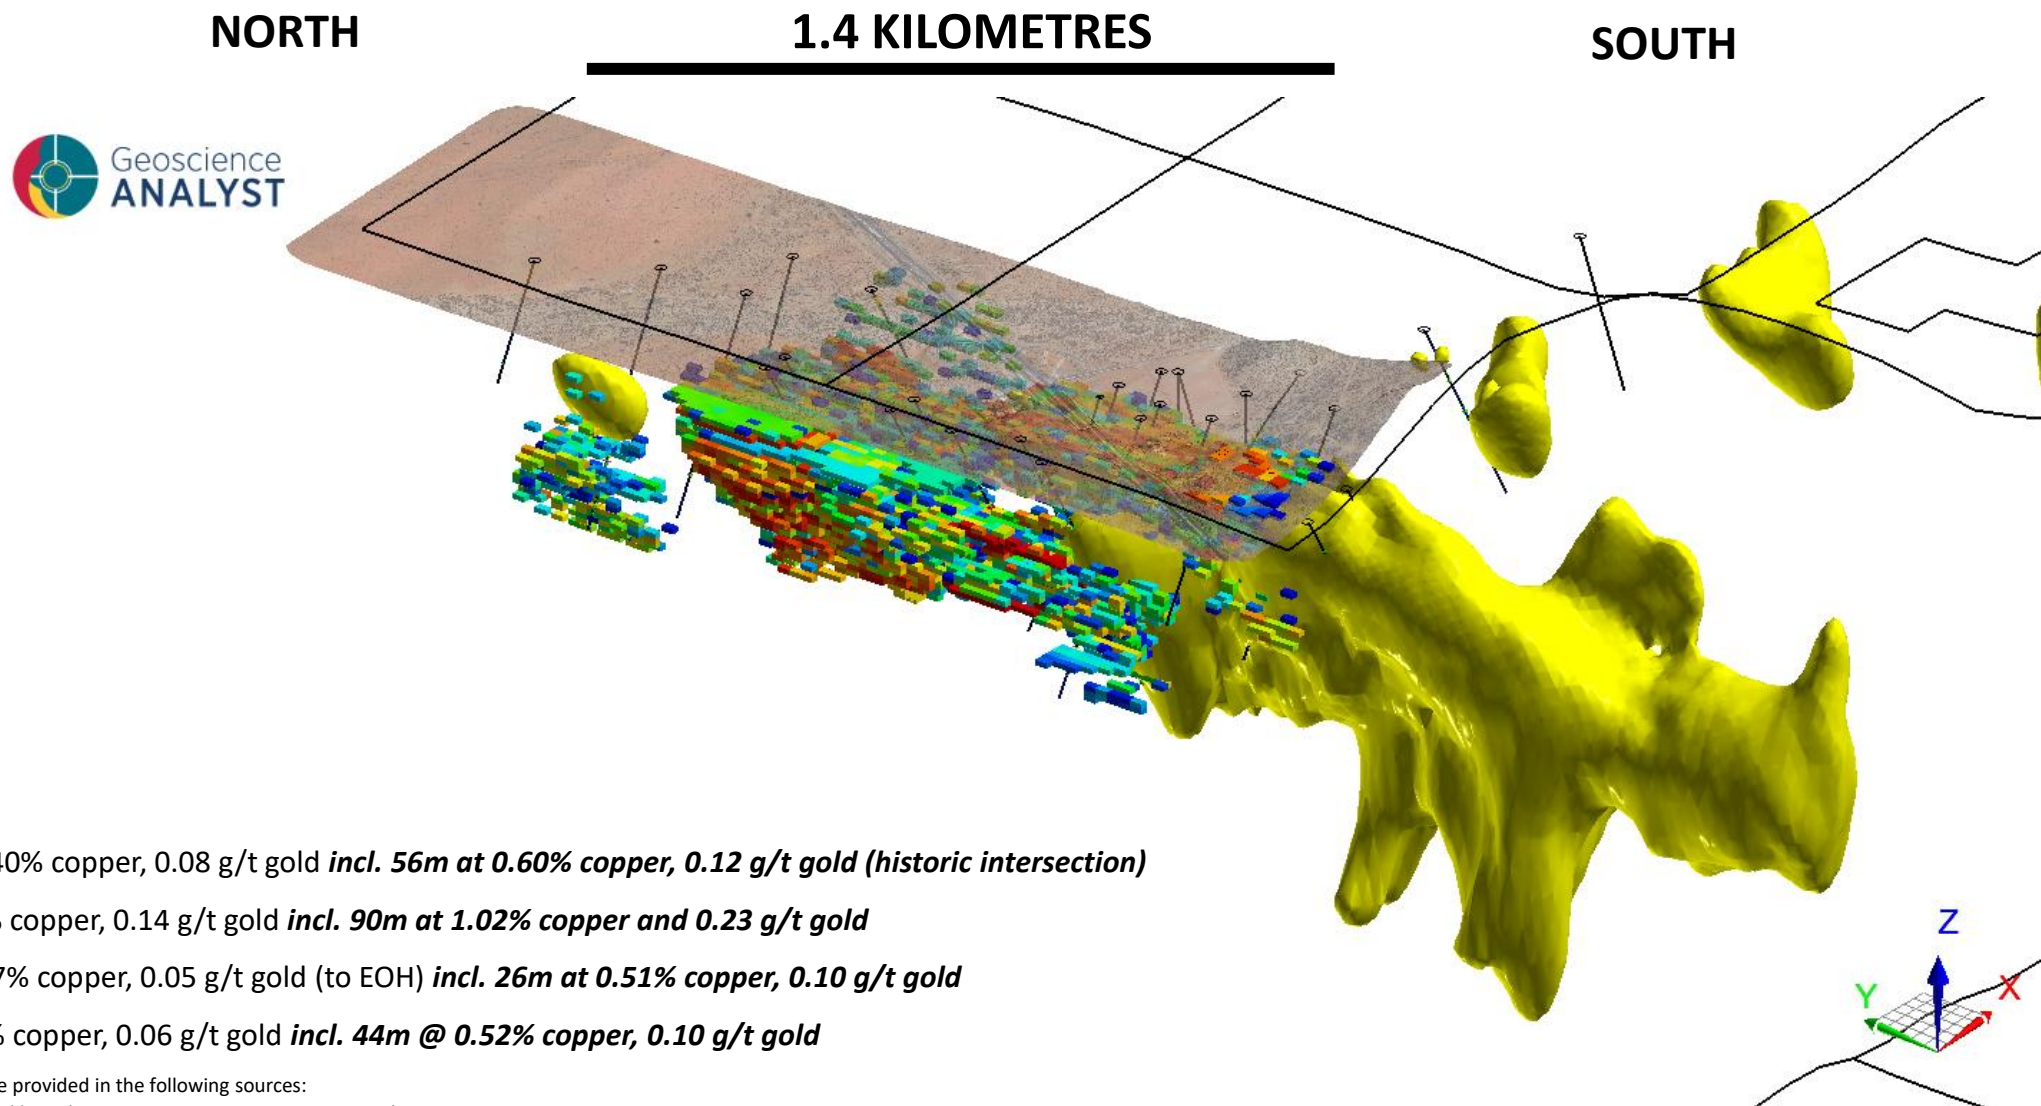 NORTH
1.4 KILOMETRES
SOUTH
Geoscience
ANALYST
40% copper, 0.08 g/t gold incl. 56m at 0.60% copper, 0.12 g/t gold (historic intersection)
% copper, 0.14 g/t gold incl. 90m at 1.02% copper and 0.23 g/t gold
7% copper, 0.05 g/t gold (to EOH) incl. 26m at 0.51% copper, 0.10 g/t gold
% copper, 0.06 g/t gold incl. 44m @ 0.52% copper, 0.10 g/t gold
e provided in the following sources:
Z
Y
X